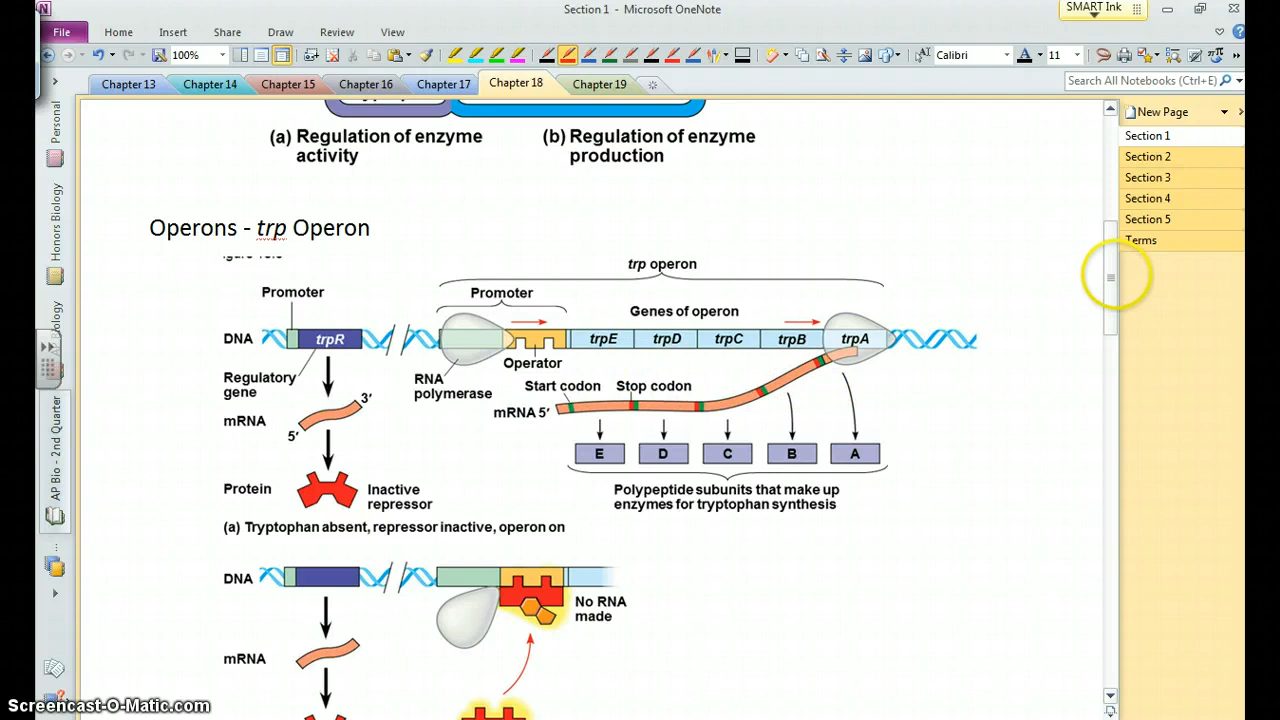 Section 1 - Microsoft OneNote
SMART Ink
File Home Insert Share Draw Review View
100% Calibri 11
Chapter 13 Chapter 14 Chapter 15 Chapter 16 Chapter 17 Chapter 18 Chapter 19
Search All Notebooks (Ctrl+E)
New Page
Section 1
Section 2
Section 3
Section 4
Section 5
Terms
Personal
Honors Biology
AP Bio - 2nd Quarter
(a) Regulation of enzyme
activity
(b) Regulation of enzyme
production
Operons - trp Operon
trp operon
Promoter
Promoter
Genes of operon
DNA
trpR
trpE trpD trpC trpB trpA
Operator
Regulatory
gene
RNA
polymerase
Start codon Stop codon
3'
mRNA
5'
mRNA 5'
E D C B A
Protein
Inactive
repressor
Polypeptide subunits that make up
enzymes for tryptophan synthesis
(a) Tryptophan absent, repressor inactive, operon on
DNA
No RNA
made
mRNA
Screencast-O-Matic.com